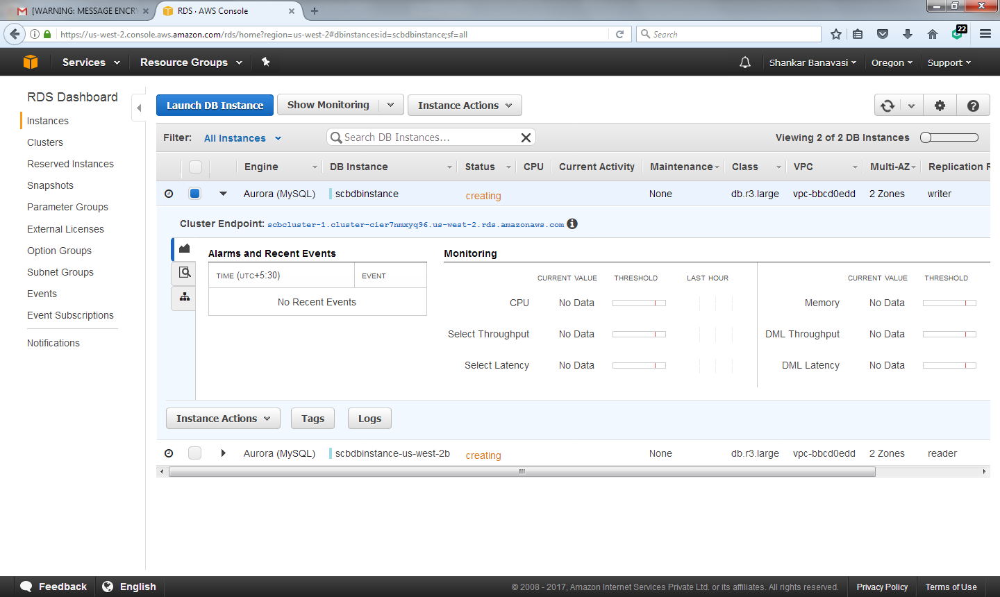 [WARNING: MESSAGE ENCRY
RDS · AWS Console
https://us-west-2.console.aws.amazon.com/rds/home?region=us-west-2#dbinstances:id=scbdbinstance;sf=all
Search
22
Services
Resource Groups
Shankar Banavasi
Oregon
Support
RDS Dashboard
Instances
Clusters
Reserved Instances
Snapshots
Parameter Groups
External Licenses
Option Groups
Subnet Groups
Events
Event Subscriptions
Notifications
Launch DB Instance
Show Monitoring
Instance Actions
Filter: All Instances
Search DB Instances...
Viewing 2 of 2 DB Instances
Engine DB Instance Status CPU Current Activity Maintenance Class VPC Multi-AZ Replication R
Aurora (MySQL) scbdbinstance creating None db.r3.large vpc-bbcd0edd 2 Zones writer
Cluster Endpoint: scbcluster-1.cluster-cier7nmxyq96.us-west-2.rds.amazonaws.com
Alarms and Recent Events
TIME (UTC+5:30) EVENT
No Recent Events
Monitoring
CURRENT VALUE THRESHOLD LAST HOUR
CPU No Data
Select Throughput No Data
Select Latency No Data
CURRENT VALUE THRESHOLD
Memory No Data
DML Throughput No Data
DML Latency No Data
Instance Actions
Tags
Logs
Aurora (MySQL) scbdbinstance-us-west-2b creating None db.r3.large vpc-bbcd0edd 2 Zones reader
Feedback
English
© 2008 - 2017, Amazon Internet Services Private Ltd. or its affiliates. All rights reserved.
Privacy Policy
Terms of Use